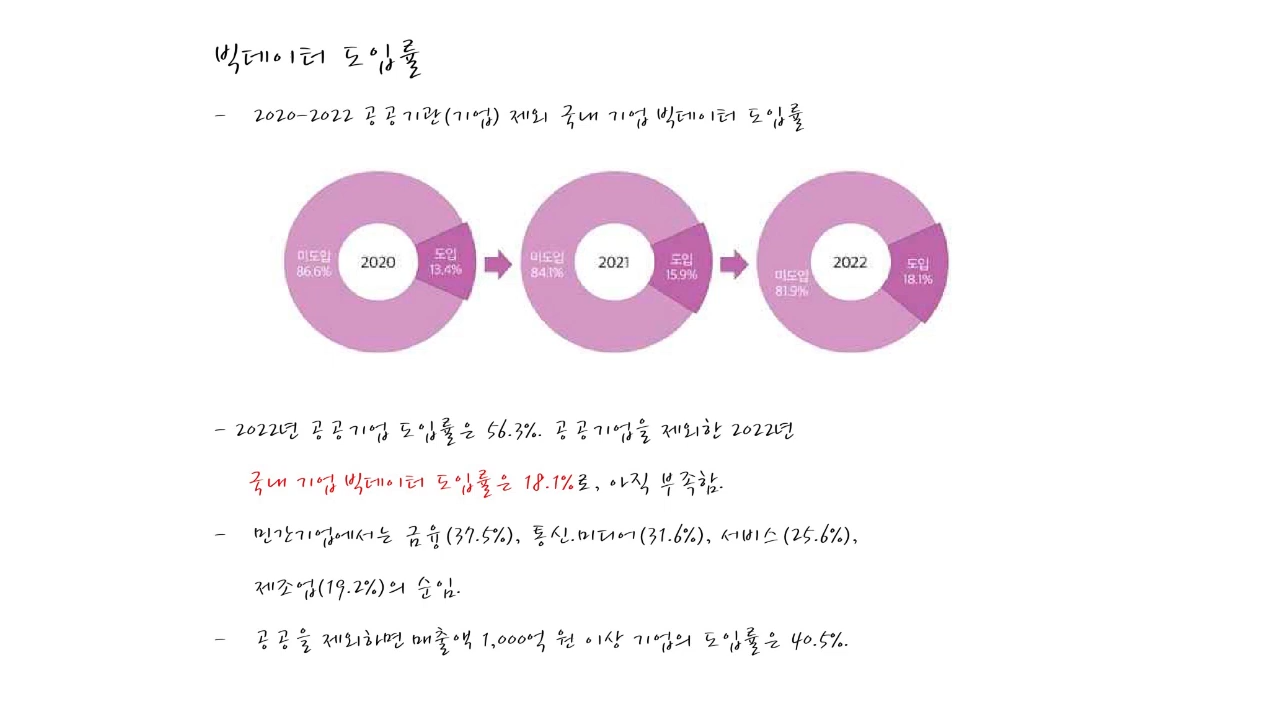 빅데이터 도입률
- 2020-2022 공공기관(기업) 제외 국내 기업 빅데이터 도입률
미도입
86.6%
2020
도입
13.4%
미도입
84.1%
2021
도입
15.9%
미도입
81.9%
2022
도입
18.1%
- 2022년 공공기업 도입률은 56.3%. 공공기업을 제외한 2022년
국내 기업 빅데이터 도입률은 18.1%로, 아직 부족함.
- 민간기업에서는 금융(37.5%), 통신.미디어(31.6%), 서비스(25.6%),
제조업(19.2%)의 순임.
- 공공을 제외하면 매출액 1,000억 원 이상 기업의 도입률은 40.5%.